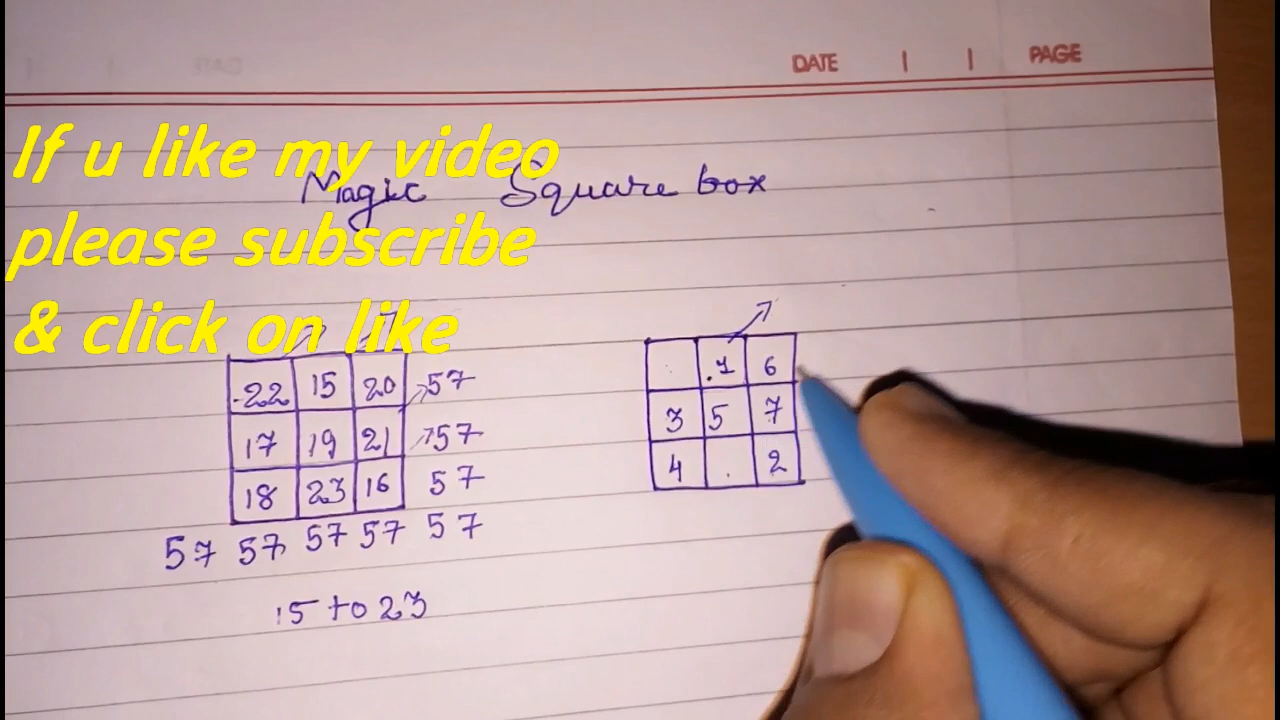 DATE PAGE
If u like my video
Magic Square box
please subscribe
& click on like
22 15 20 57
17 19 21 57
18 23 16 57
57 57 57 57 57
15 to 23
1 6
3 5 7
4 2